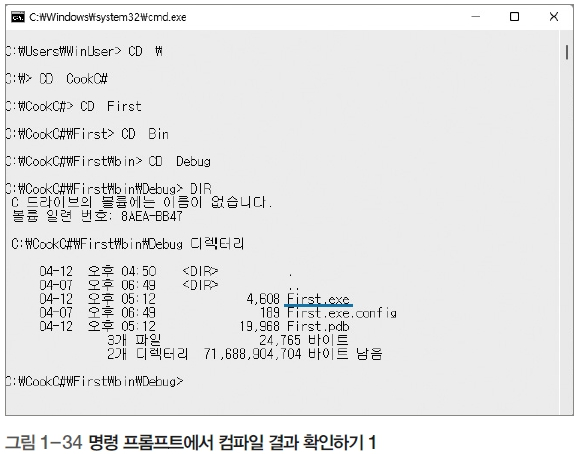 C:₩Windows₩system32₩cmd.exe
C:₩Users₩WinUser> CD ₩
C:₩> CD CookC#
C:₩CookC#> CD First
C:₩CookC#₩First> CD Bin
C:₩CookC#₩First₩bin> CD Debug
C:₩CookC#₩First₩bin₩Debug> DIR
C 드라이브의 볼륨에는 이름이 없습니다.
볼륨 일련 번호: 8AEA-BB47
C:₩CookC#₩First₩bin₩Debug 디렉터리
04-12 오후 04:50 <DIR> .
04-07 오후 06:49 <DIR> ..
04-12 오후 05:12 4,608 First.exe
04-07 오후 06:49 189 First.exe.config
04-12 오후 05:12 19,968 First.pdb
3개 파일 24,765 바이트
2개 디렉터리 71,688,904,704 바이트 남음
C:₩CookC#₩First₩bin₩Debug>
그림 1-34 명령 프롬프트에서 컴파일 결과 확인하기 1